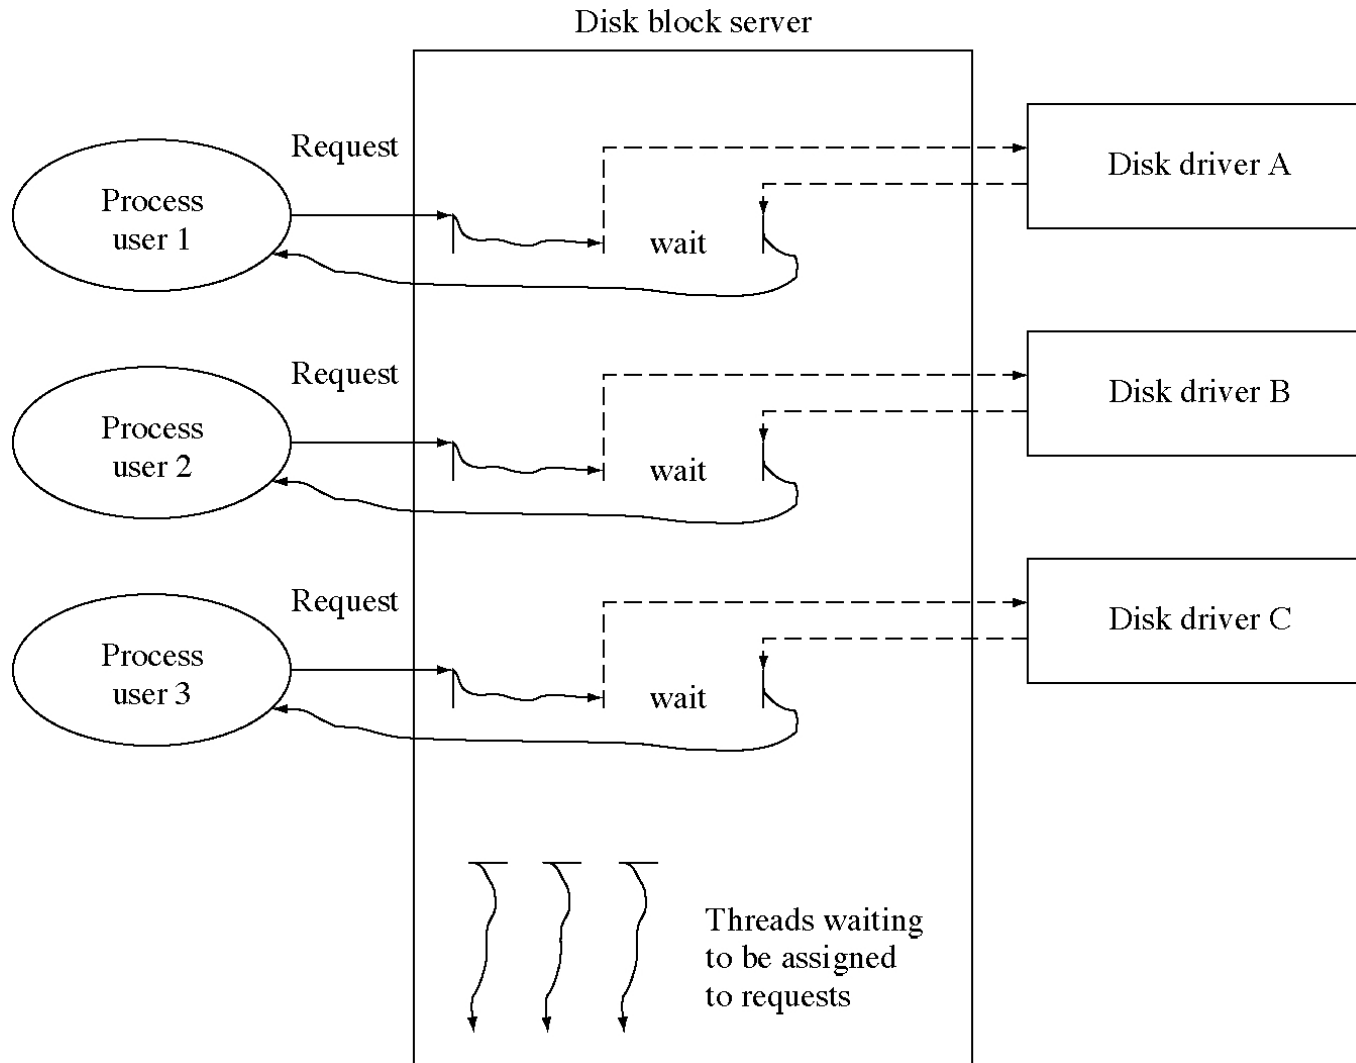 Disk block server
Request
Process
user 1
wait
Disk driver A
Request
Process
user 2
wait
Disk driver B
Request
Process
user 3
wait
Disk driver C
Threads waiting
to be assigned
to requests